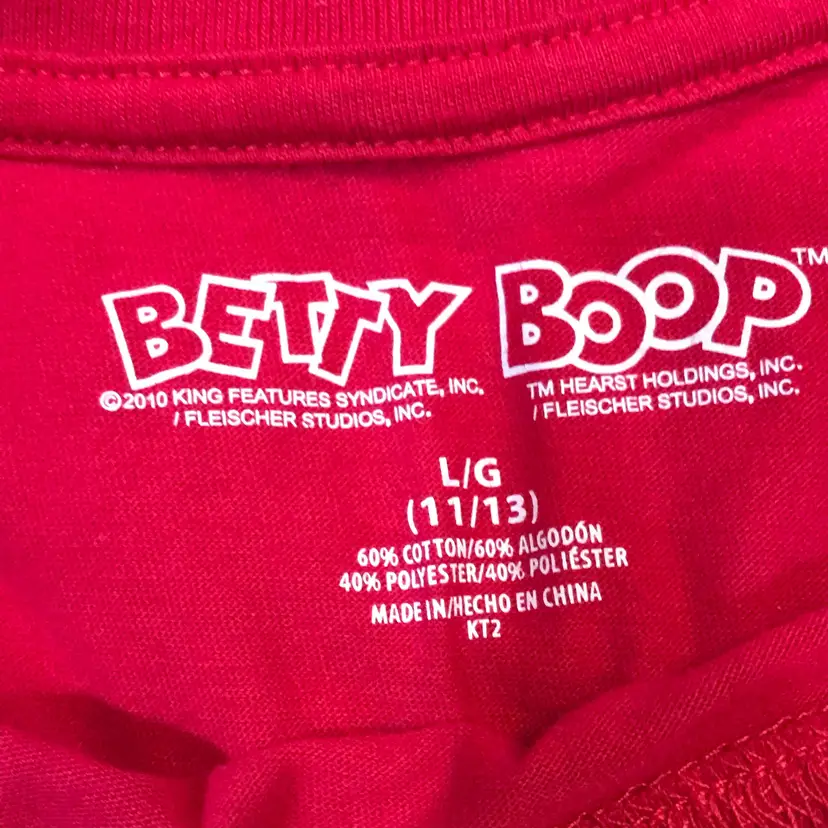 BETTY BOOP™
©2010 KING FEATURES SYNDICATE, INC.
/ FLEISCHER STUDIOS, INC.
TM HEARST HOLDINGS, INC.
/ FLEISCHER STUDIOS, INC.
L/G
(11/13)
60% COTTON/60% ALGODÓN
40% POLYESTER/40% POLIÉSTER
MADE IN/HECHO EN CHINA
KT2